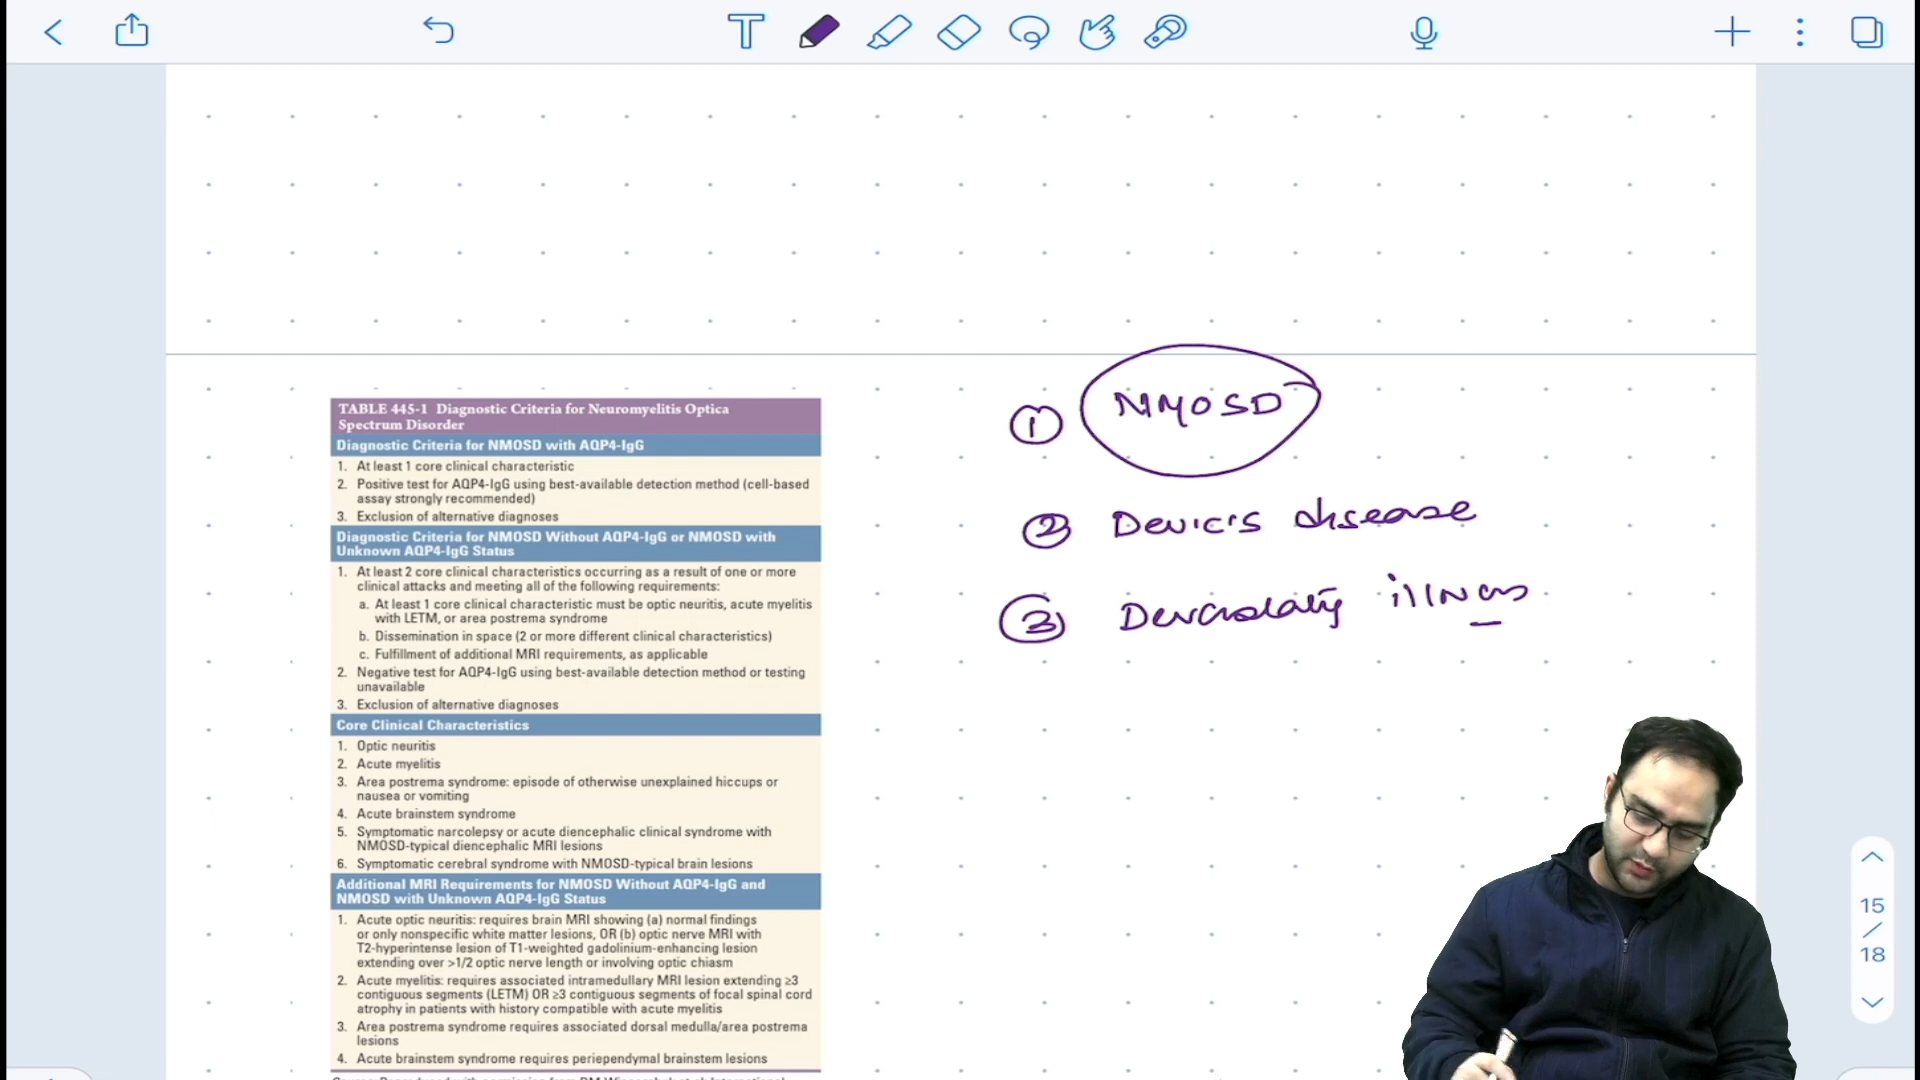 TABLE 445-1 Diagnostic Criteria for Neuromyelitis Optica
Spectrum Disorder
Diagnostic Criteria for NMOSD with AQP4-IgG
1. At least 1 core clinical characteristic
2. Positive test for AQP4-IgG using best-available detection method (cell-based
assay strongly recommended)
3. Exclusion of alternative diagnoses
Diagnostic Criteria for NMOSD Without AQP4-IgG or NMOSD with
Unknown AQP4-IgG Status
1. At least 2 core clinical characteristics occurring as a result of one or more
clinical attacks and meeting all of the following requirements:
a. At least 1 core clinical characteristic must be optic neuritis, acute myelitis
with LETM, or area postrema syndrome
b. Dissemination in space (2 or more different clinical characteristics)
c. Fulfillment of additional MRI requirements, as applicable
2. Negative test for AQP4-IgG using best-available detection method or testing
unavailable
3. Exclusion of alternative diagnoses
Core Clinical Characteristics
1. Optic neuritis
2. Acute myelitis
3. Area postrema syndrome: episode of otherwise unexplained hiccups or
nausea or vomiting
4. Acute brainstem syndrome
5. Symptomatic narcolepsy or acute diencephalic clinical syndrome with
NMOSD-typical diencephalic MRI lesions
6. Symptomatic cerebral syndrome with NMOSD-typical brain lesions
Additional MRI Requirements for NMOSD Without AQP4-IgG and
NMOSD with Unknown AQP4-IgG Status
1. Acute optic neuritis: requires brain MRI showing (a) normal findings
or only nonspecific white matter lesions, OR (b) optic nerve MRI with
T2-hyperintense lesion of T1-weighted gadolinium-enhancing lesion
extending over >1/2 optic nerve length or involving optic chiasm
2. Acute myelitis: requires associated intramedullary MRI lesion extending ≥3
contiguous segments (LETM) OR ≥3 contiguous segments of focal spinal cord
atrophy in patients with history compatible with acute myelitis
3. Area postrema syndrome requires associated dorsal medulla/area postrema
lesions
4. Acute brainstem syndrome requires periependymal brainstem lesions
① NMOSD
② Devic's disease
③ illness
15
/
18